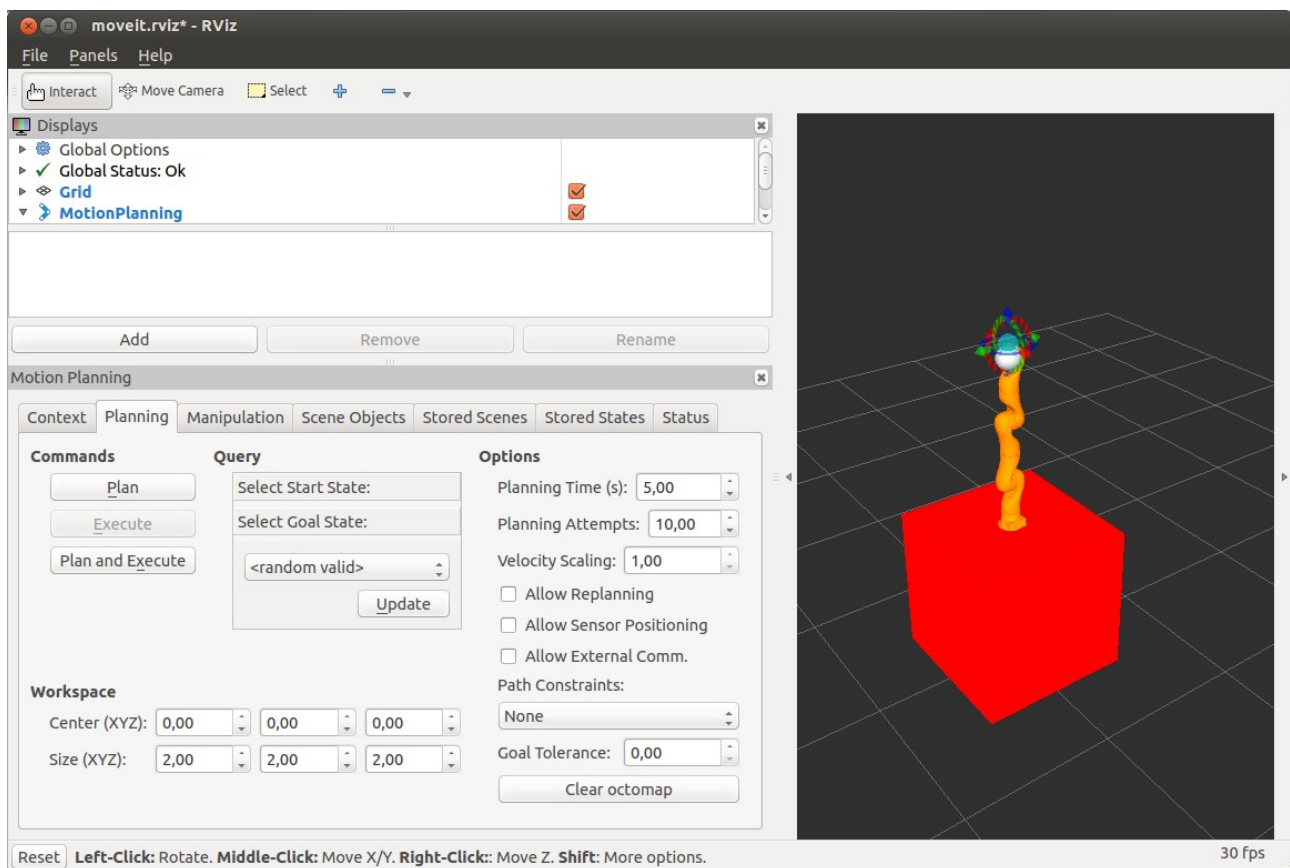 moveit.rviz* - RViz
File Panels Help
Interact Move Camera Select
Displays
Global Options
Global Status: Ok
Grid
MotionPlanning
Add Remove Rename
Motion Planning
Context Planning Manipulation Scene Objects Stored Scenes Stored States Status
Commands Query Options
Plan Select Start State: Planning Time (s): 5,00
Execute Select Goal State: Planning Attempts: 10,00
Plan and Execute <random valid> Velocity Scaling: 1,00
Update Allow Replanning
Allow Sensor Positioning
Allow External Comm.
Workspace Path Constraints:
Center (XYZ): 0,00 0,00 0,00 None
Size (XYZ): 2,00 2,00 2,00 Goal Tolerance: 0,00
Clear octomap
Reset Left-Click: Rotate. Middle-Click: Move X/Y. Right-Click:: Move Z. Shift: More options. 30 fps